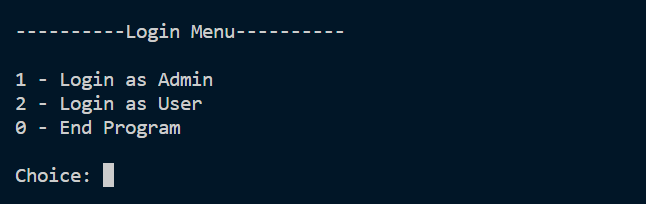 ----------Login Menu----------
1 - Login as Admin
2 - Login as User
0 - End Program
Choice: